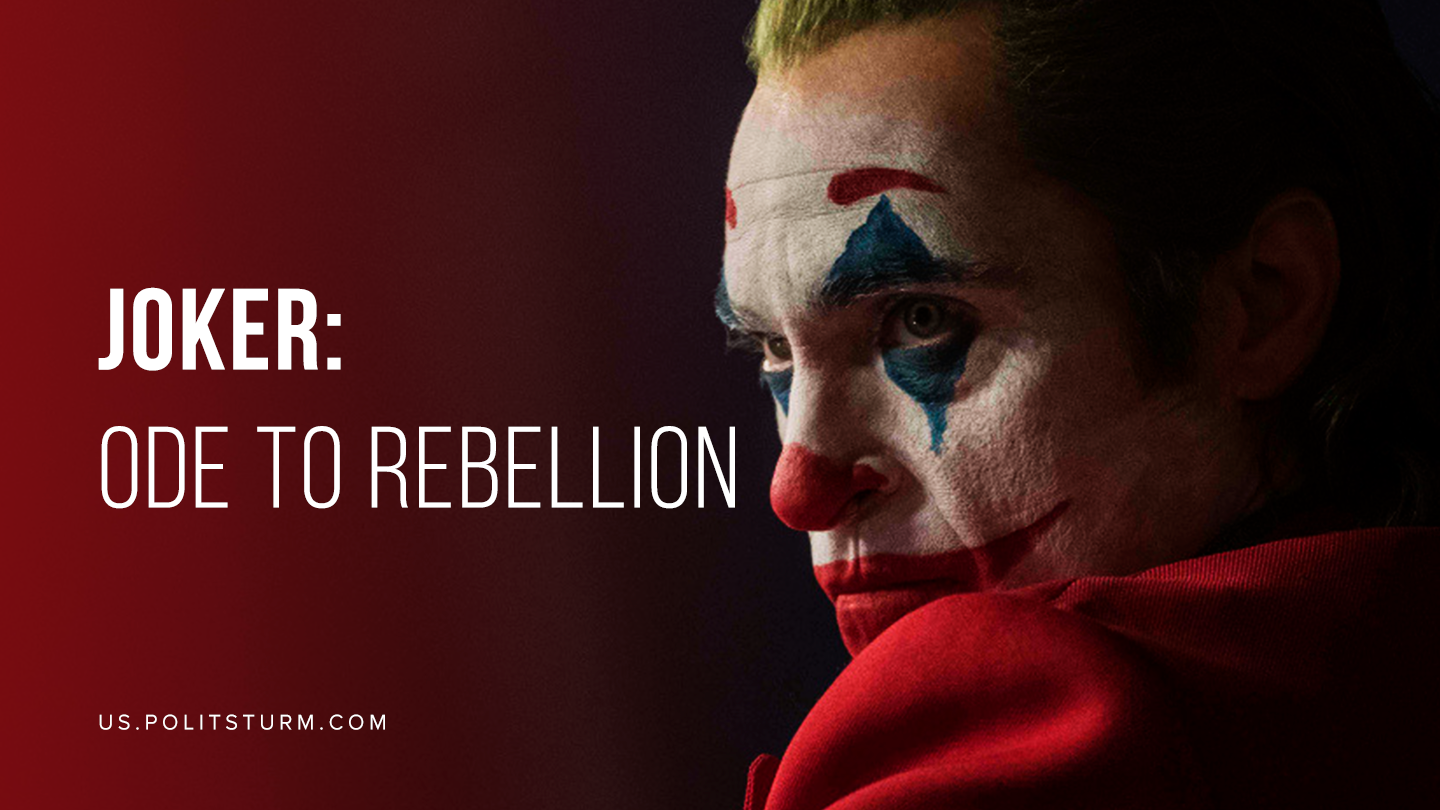 JOKER:
ODE TO REBELLION
US.POLITSTURM.COM